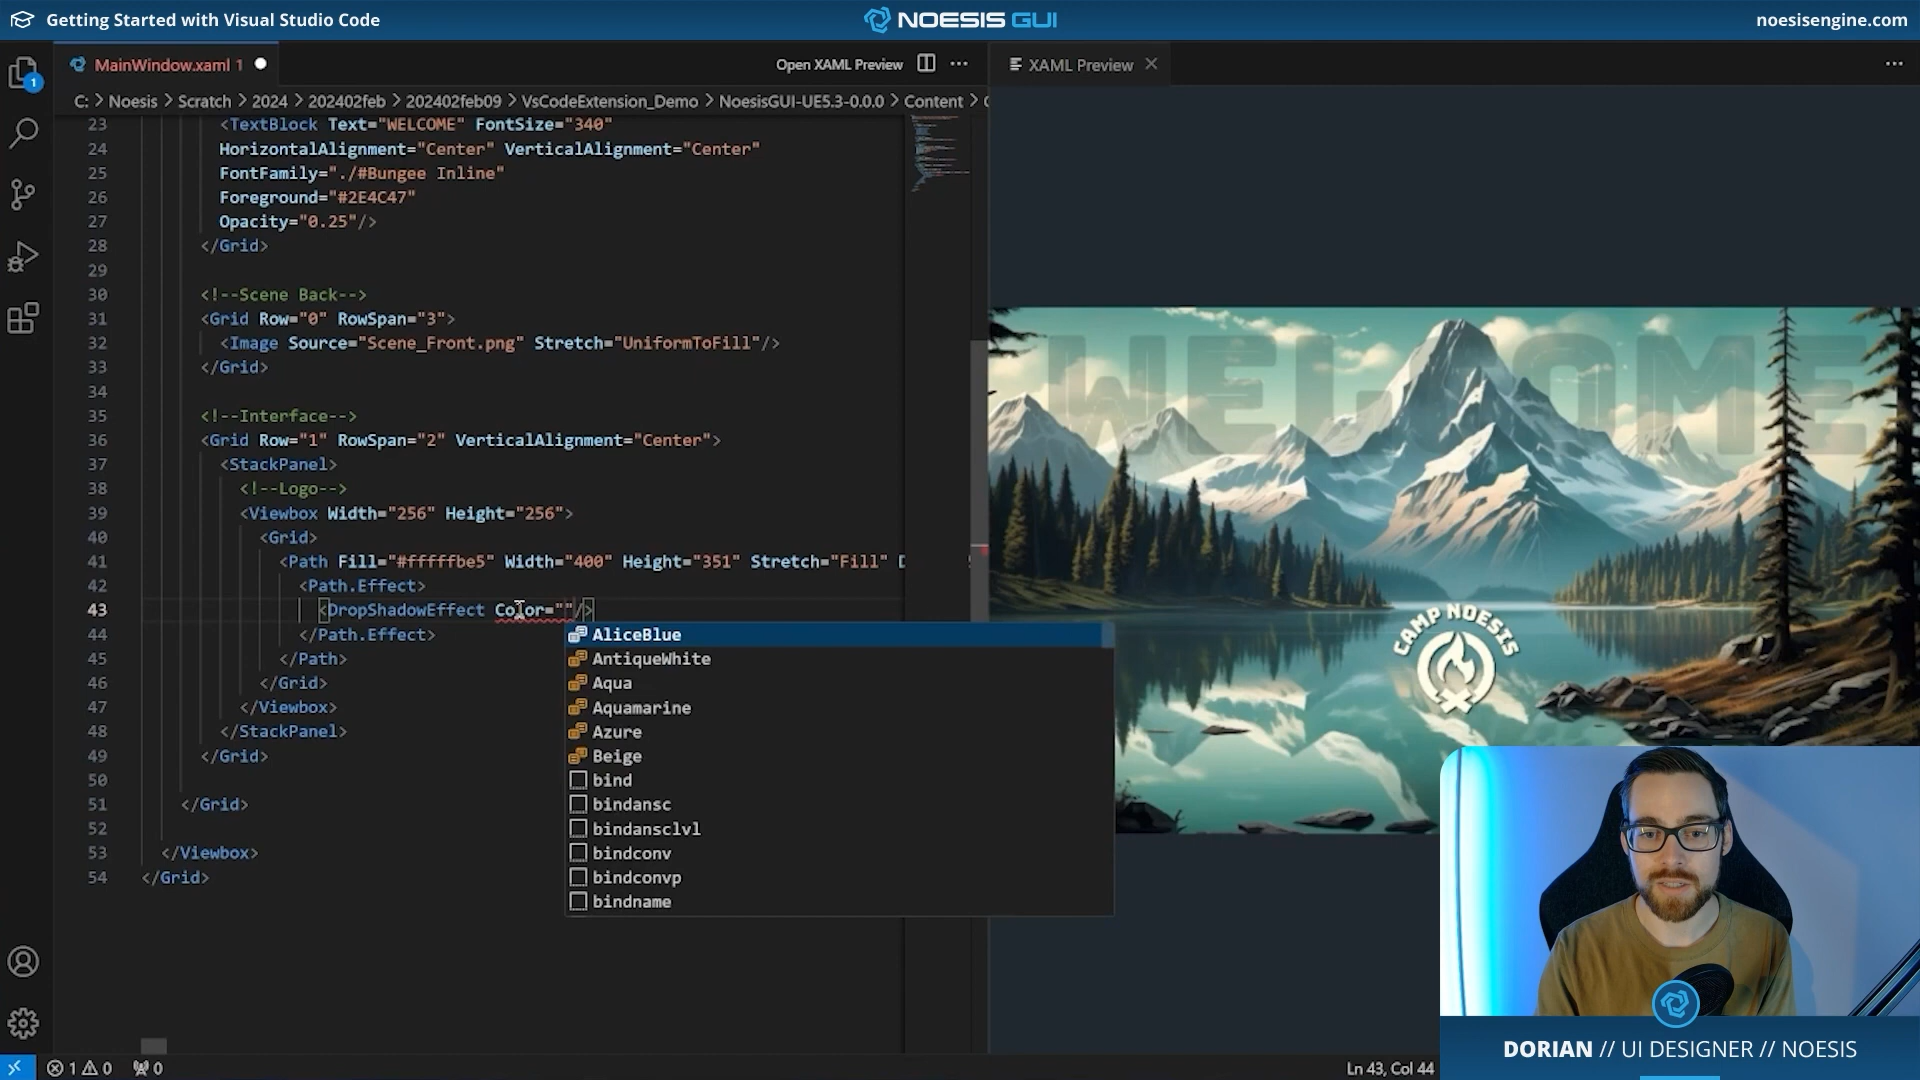 Getting Started with Visual Studio Code
NOESIS GUI
noesisengine.com
1
MainWindow.xaml 1
Open XAML Preview
XAML Preview
C: > Noesis > Scratch > 2024 > 202402feb > 202402feb09 > VsCodeExtension_Demo > NoesisGUI-UE5.3-0.0.0 > Content >
23 <TextBlock Text="WELCOME" FontSize="340"
24 HorizontalAlignment="Center" VerticalAlignment="Center"
25 FontFamily="./#Bungee Inline"
26 Foreground="#2E4C47"
27 Opacity="0.25"/>
28 </Grid>
29
30 <!--Scene Back-->
31 <Grid Row="0" RowSpan="3">
32 <Image Source="Scene_Front.png" Stretch="UniformToFill"/>
33 </Grid>
34
35 <!--Interface-->
36 <Grid Row="1" RowSpan="2" VerticalAlignment="Center">
37 <StackPanel>
38 <!--Logo-->
39 <Viewbox Width="256" Height="256">
40 <Grid>
41 <Path Fill="#fffffbe5" Width="400" Height="351" Stretch="Fill"
42 <Path.Effect>
43 <DropShadowEffect Color=""/>
44 </Path.Effect>
45 </Path>
46 </Grid>
47 </Viewbox>
48 </StackPanel>
49 </Grid>
50
51 </Grid>
52
53 </Viewbox>
54 </Grid>
AliceBlue
AntiqueWhite
Aqua
Aquamarine
Azure
Beige
bind
bindansc
bindansclvl
bindconv
bindconvp
bindname
WELCOME
CAMP NOESIS
1 0
0
Ln 43, Col 44
DORIAN // UI DESIGNER // NOESIS